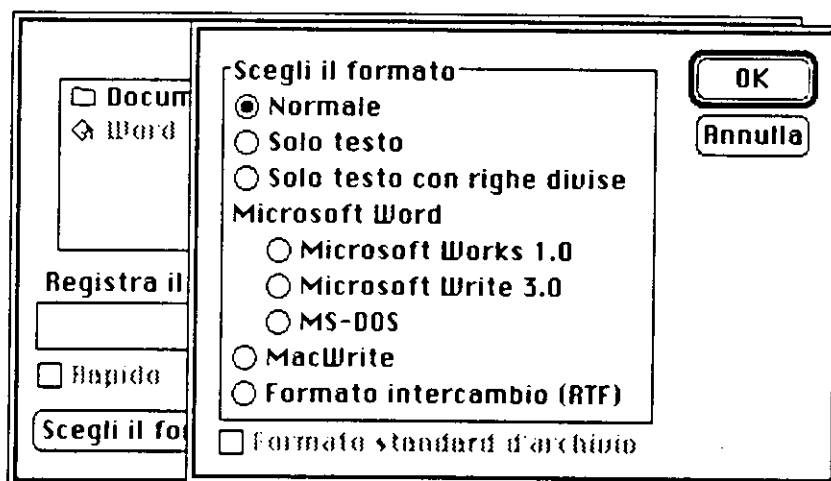 Docum
Word
Registra il
Rapido
Scegli il fo
Scegli il formato
Normale
Solo testo
Solo testo con righe divise
Microsoft Word
Microsoft Works 1.0
Microsoft Write 3.0
MS-DOS
MacWrite
Formato intercambio (RTF)
Formato standard d'archivio
OK
Annulla